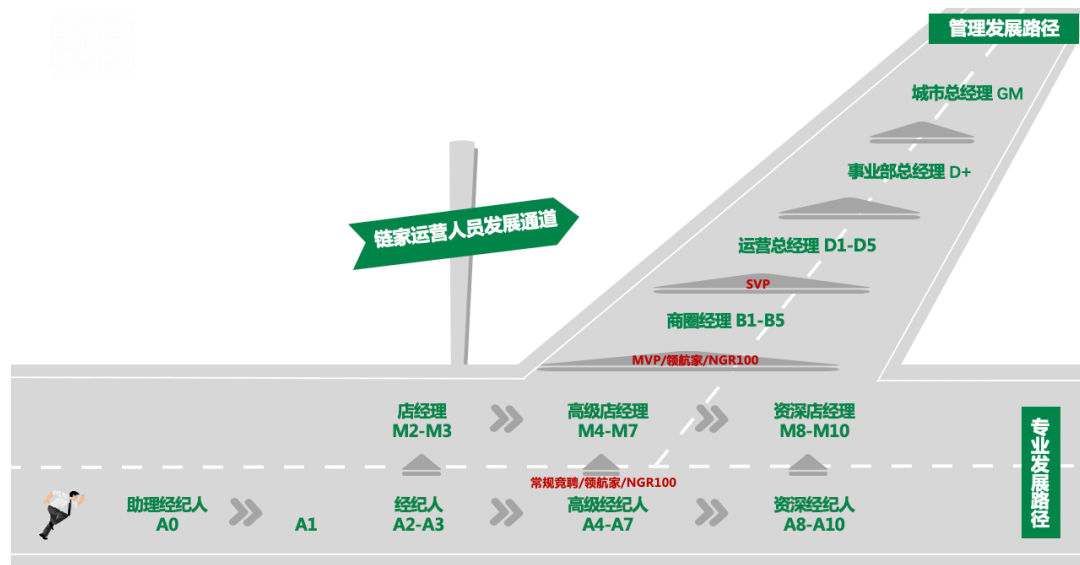 管理发展路径
城市总经理 GM
事业部总经理 D+
链家运营人员发展通道
运营总经理 D1-D5
SVP
商圈经理 B1-B5
MVP/领航家/NGR100
店经理
M2-M3
高级店经理
M4-M7
资深店经理
M8-M10
专业发展路径
常规竞聘/领航家/NGR100
助理经纪人
A0
A1
经纪人
A2-A3
高级经纪人
A4-A7
资深经纪人
A8-A10